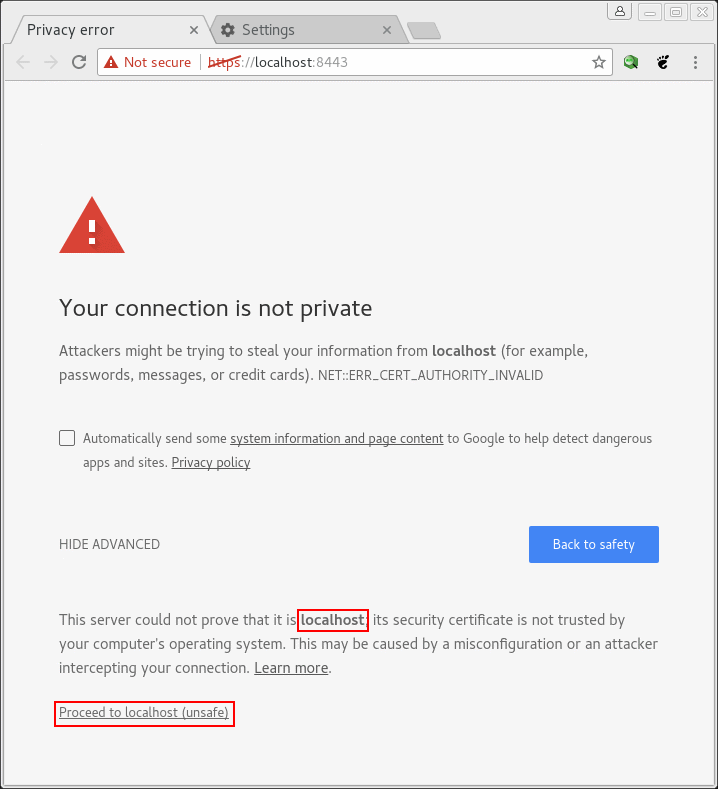 Privacy error
Settings
Not secure
https://localhost:8443
Your connection is not private
Attackers might be trying to steal your information from localhost (for example,
passwords, messages, or credit cards). NET::ERR_CERT_AUTHORITY_INVALID
Automatically send some system information and page content to Google to help detect dangerous
apps and sites. Privacy policy
HIDE ADVANCED
Back to safety
This server could not prove that it is localhost; its security certificate is not trusted by
your computer's operating system. This may be caused by a misconfiguration or an attacker
intercepting your connection. Learn more.
Proceed to localhost (unsafe)